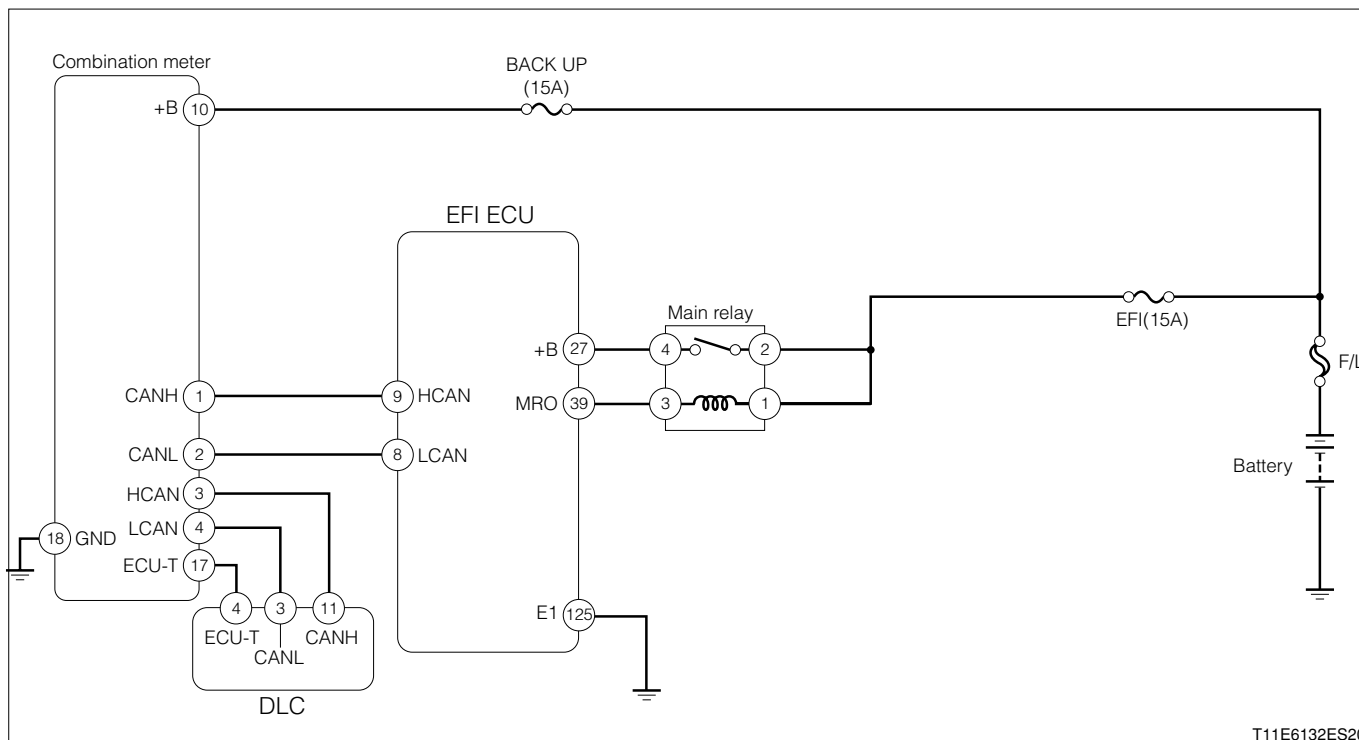 Combination meter
BACK UP
(15A)
+B 10
EFI ECU
Main relay
EFI(15A)
+B 27 4 2
F/L
CANH 1 9 HCAN
MRO 39 3 1
CANL 2 8 LCAN
Battery
HCAN 3
LCAN 4
18 GND
ECU-T 17
4 3 11
E1 125
ECU-T CANH
CANL
DLC